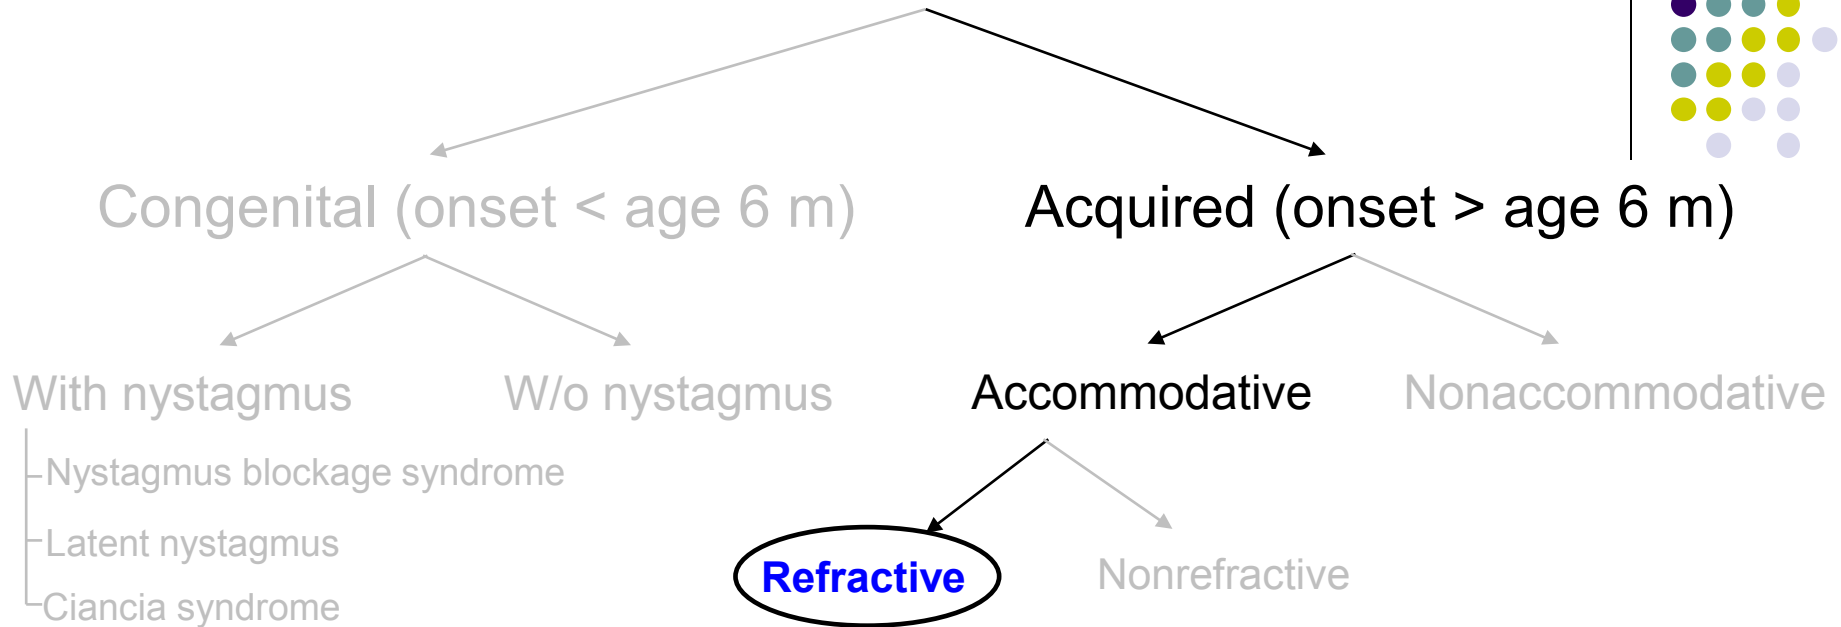 Congenital (onset < age 6 m)
Acquired (onset > age 6 m)
With nystagmus
W/o nystagmus
Accommodative
Nonaccommodative
Nystagmus blockage syndrome
Latent nystagmus
Ciancia syndrome
Refractive
Nonrefractive